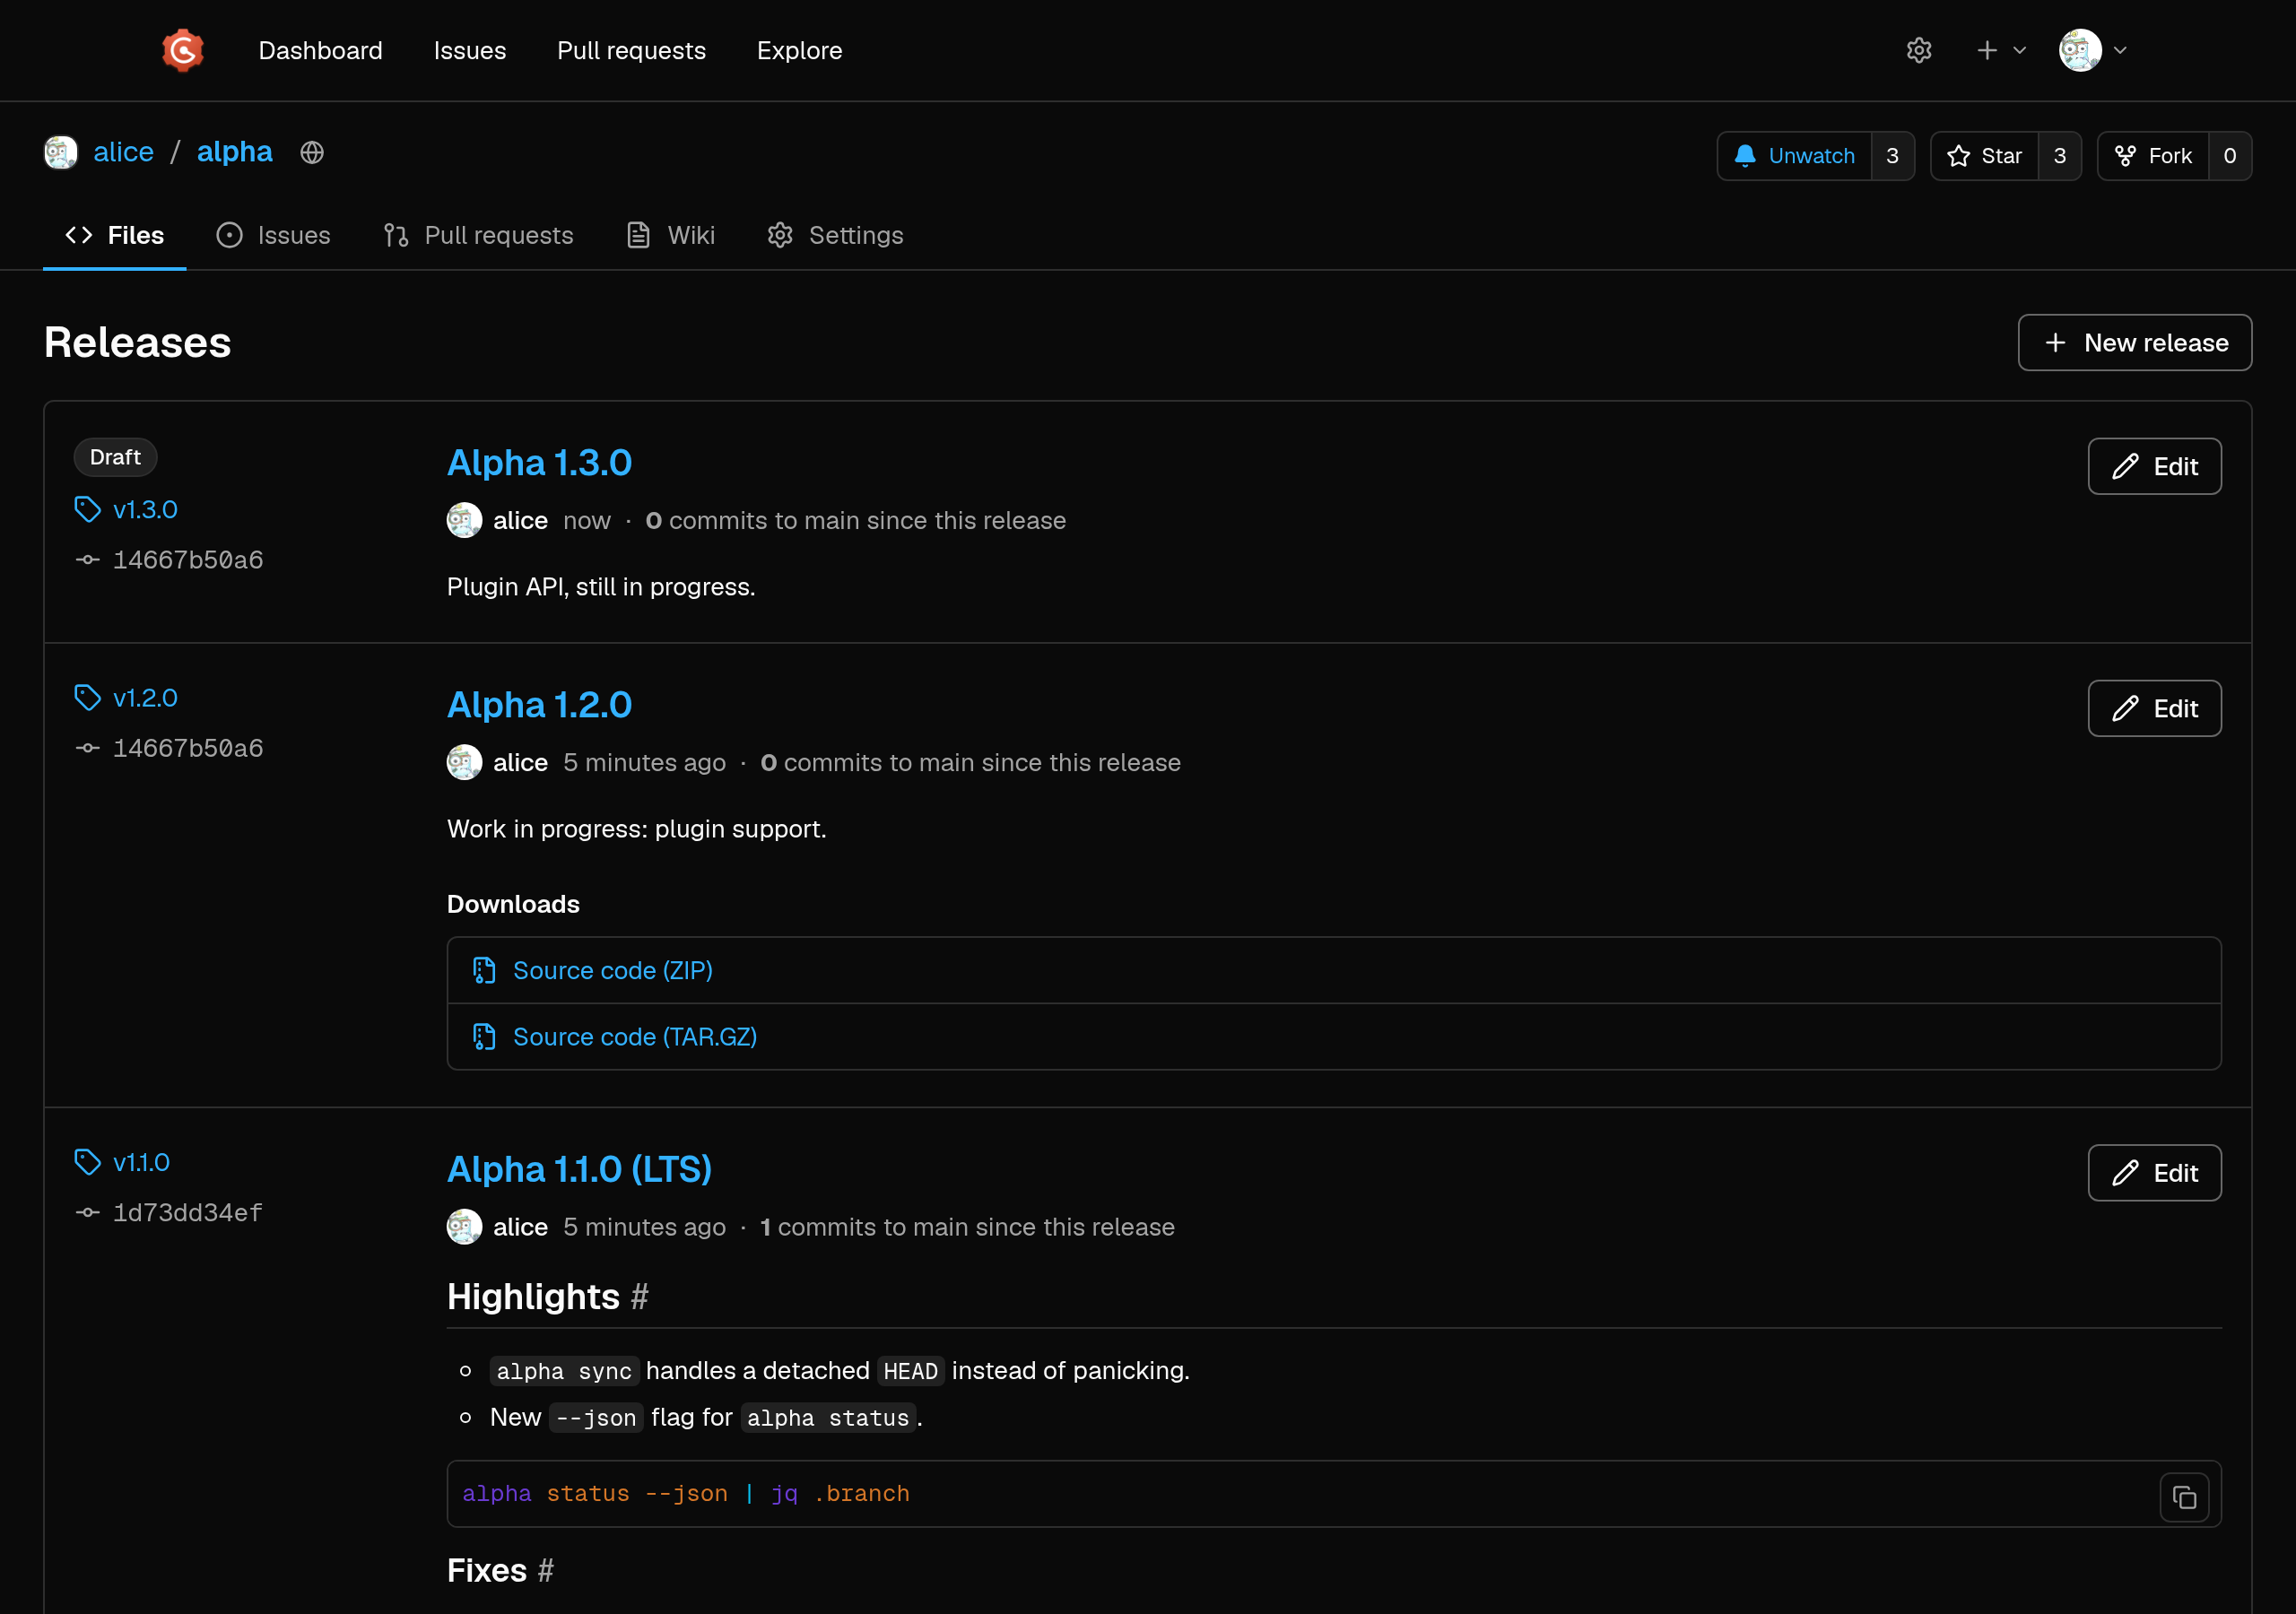 Dashboard Issues Pull requests Explore
alice / alpha
Unwatch 3 Star 3 Fork 0
Files Issues Pull requests Wiki Settings
Releases
New release
Draft
v1.3.0
14667b50a6
Alpha 1.3.0
Edit
alice now · 0 commits to main since this release
Plugin API, still in progress.
v1.2.0
14667b50a6
Alpha 1.2.0
Edit
alice 5 minutes ago · 0 commits to main since this release
Work in progress: plugin support.
Downloads
Source code (ZIP)
Source code (TAR.GZ)
v1.1.0
1d73dd34ef
Alpha 1.1.0 (LTS)
Edit
alice 5 minutes ago · 1 commits to main since this release
Highlights #
alpha sync handles a detached HEAD instead of panicking.
New --json flag for alpha status.
alpha status --json | jq .branch
Fixes #